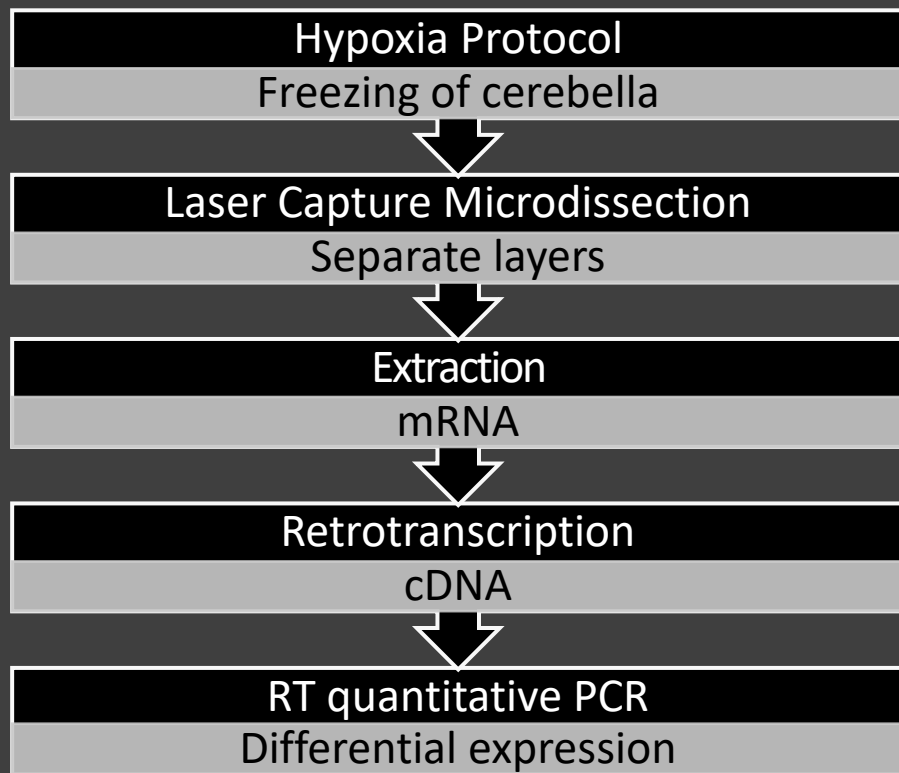 Hypoxia Protocol
Freezing of cerebella
Laser Capture Microdissection
Separate layers
Extraction
mRNA
Retrotranscription
cDNA
RT quantitative PCR
Differential expression